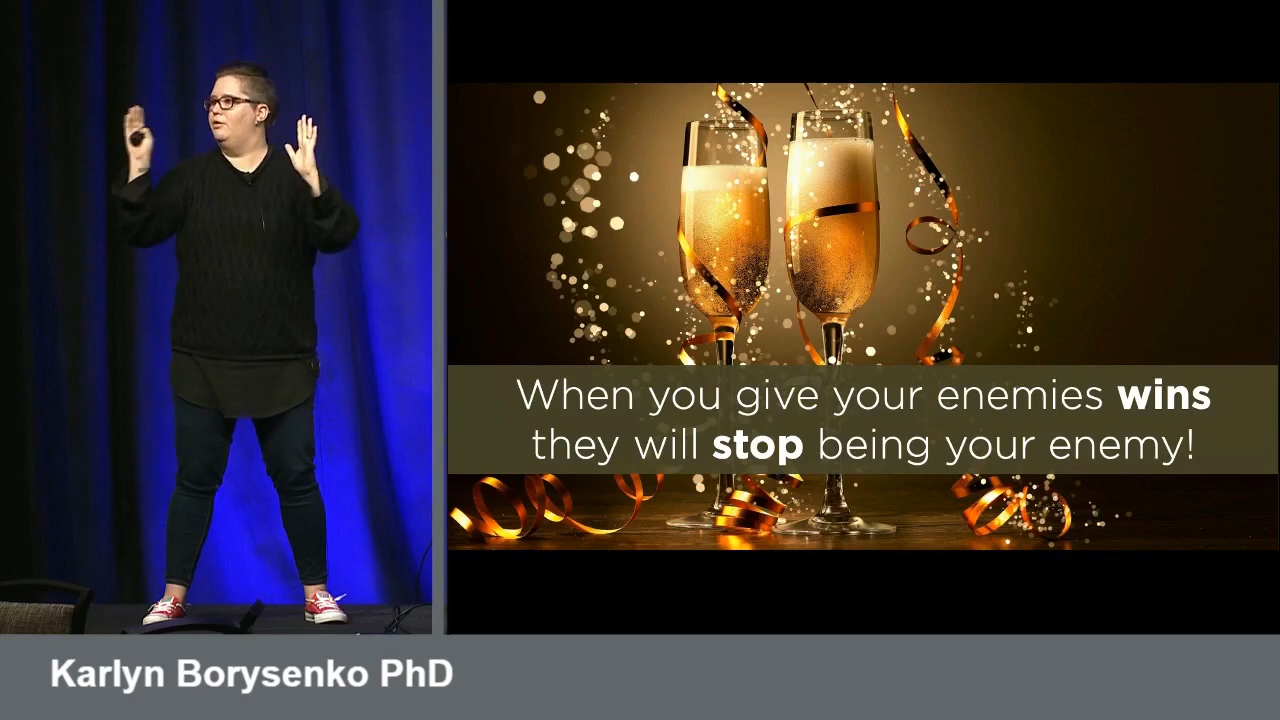 When you give your enemies wins
they will stop being your enemy!
Karlyn Borysenko PhD